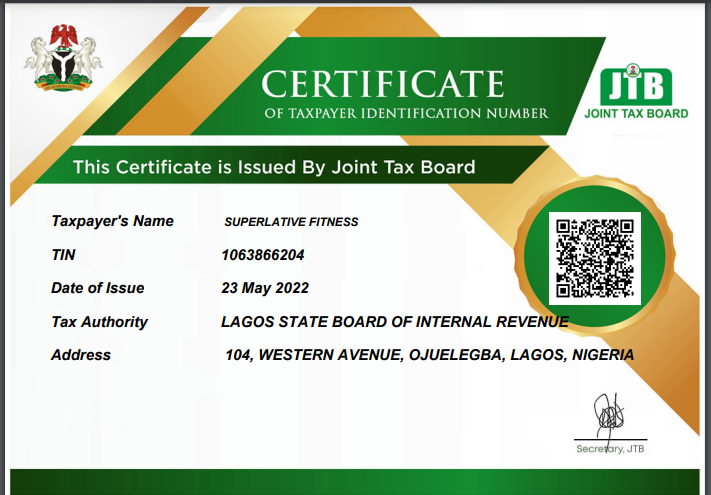 CERTIFICATE
OF TAXPAYER IDENTIFICATION NUMBER
JTB
JOINT TAX BOARD
This Certificate is Issued By Joint Tax Board
Taxpayer's Name SUPERLATIVE FITNESS
TIN 1063866204
Date of Issue 23 May 2022
Tax Authority LAGOS STATE BOARD OF INTERNAL REVENUE
Address 104, WESTERN AVENUE, OJUELEGBA, LAGOS, NIGERIA
Secretary, JTB